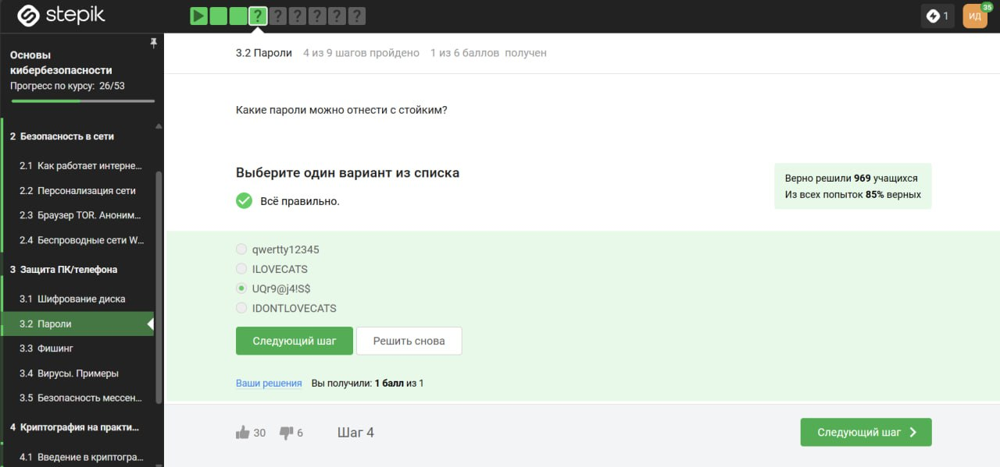 stepik
1
ИД
35
Основы
кибербезопасности
Прогресс по курсу: 26/53
2 Безопасность в сети
2.1 Как работает интерне...
2.2 Персонализация сети
2.3 Браузер TOR. Аноним...
2.4 Беспроводные сети W...
3 Защита ПК/телефона
3.1 Шифрование диска
3.2 Пароли
3.3 Фишинг
3.4 Вирусы. Примеры
3.5 Безопасность мессен...
4 Криптография на практи...
4.1 Введение в криптогра...
3.2 Пароли 4 из 9 шагов пройдено 1 из 6 баллов получен
Какие пароли можно отнести с стойким?
Выберите один вариант из списка
Всё правильно.
Верно решили 969 учащихся
Из всех попыток 85% верных
qwertty12345
ILOVECATS
UQr9@j4!S$
IDONTLOVECATS
Следующий шаг
Решить снова
Ваши решения Вы получили: 1 балл из 1
30 6 Шаг 4
Следующий шаг